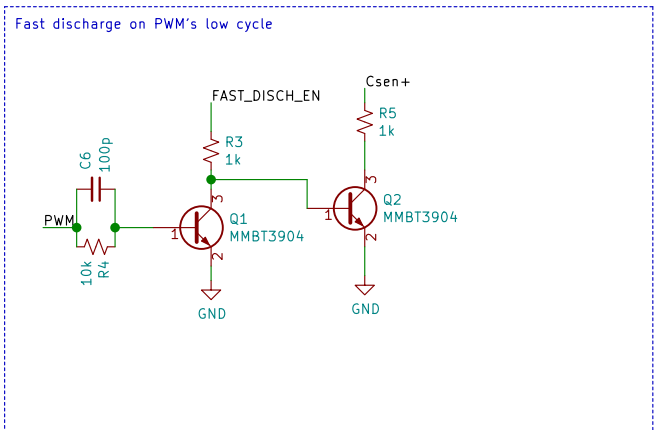 Fast discharge on PWM's low cycle
Csen+
FAST_DISCH_EN
R5
1k
R3
1k
C6
100p
3
3
PWM
1
Q1
MMBT3904
1
Q2
MMBT3904
2
2
10k
R4
GND
GND